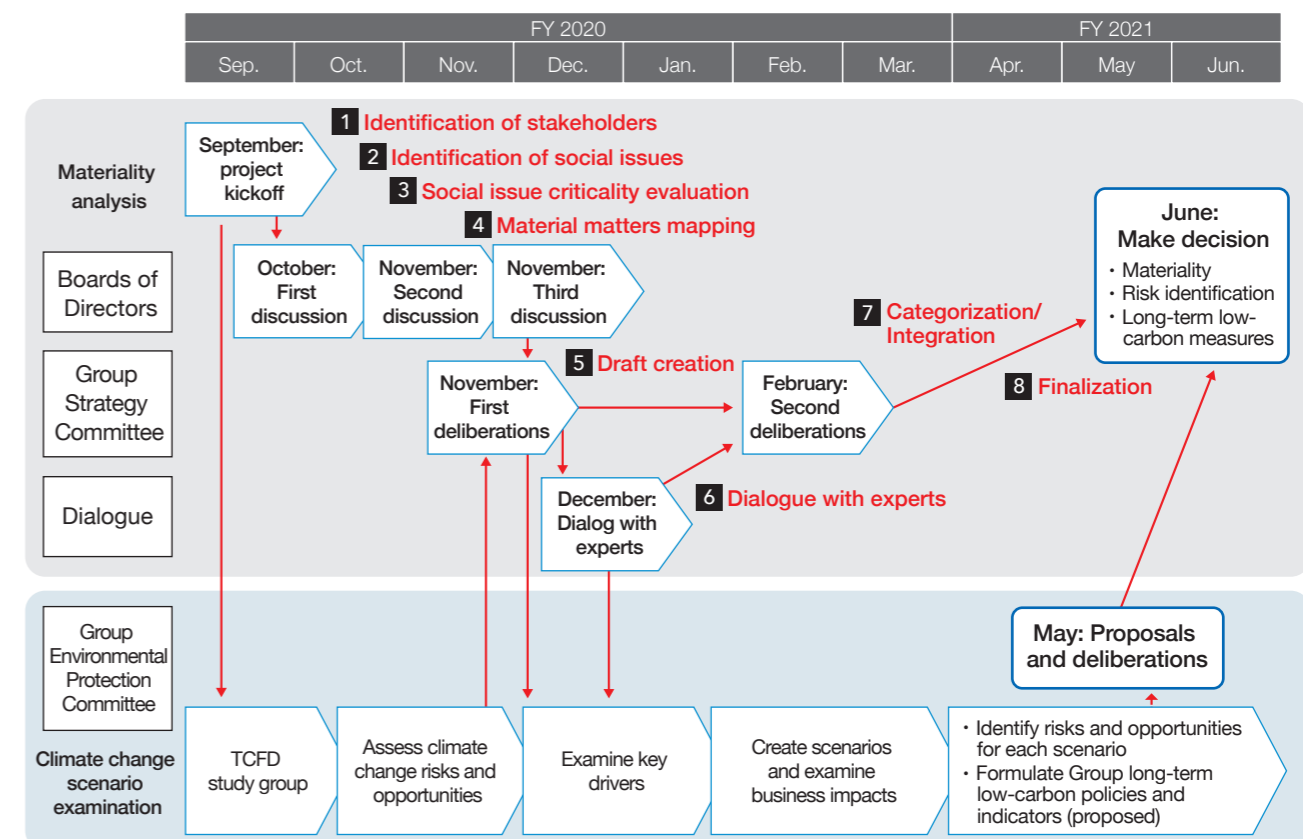 FY 2020
FY 2021
Sep.
Oct.
Nov.
Dec.
Jan.
Feb.
Mar.
Apr.
May
Jun.
Materiality
analysis
September:
project
kickoff
1 Identification of stakeholders
2 Identification of social issues
3 Social issue criticality evaluation
4 Material matters mapping
Boards of
Directors
October:
First
discussion
November:
Second
discussion
November:
Third
discussion
7 Categorization/
Integration
June:
Make decision
・Materiality
・Risk identification
・Long-term low-
carbon measures
Group
Strategy
Committee
November:
First
deliberations
5 Draft creation
February:
Second
deliberations
8 Finalization
Dialogue
December:
Dialog with
experts
6 Dialogue with experts
Group
Environmental
Protection
Committee
May: Proposals
and deliberations
Climate change
scenario
examination
TCFD
study group
Assess climate
change risks and
opportunities
Examine key
drivers
Create scenarios
and examine
business impacts
・Identify risks and opportunities
for each scenario
・Formulate Group long-term
low-carbon policies and
indicators (proposed)